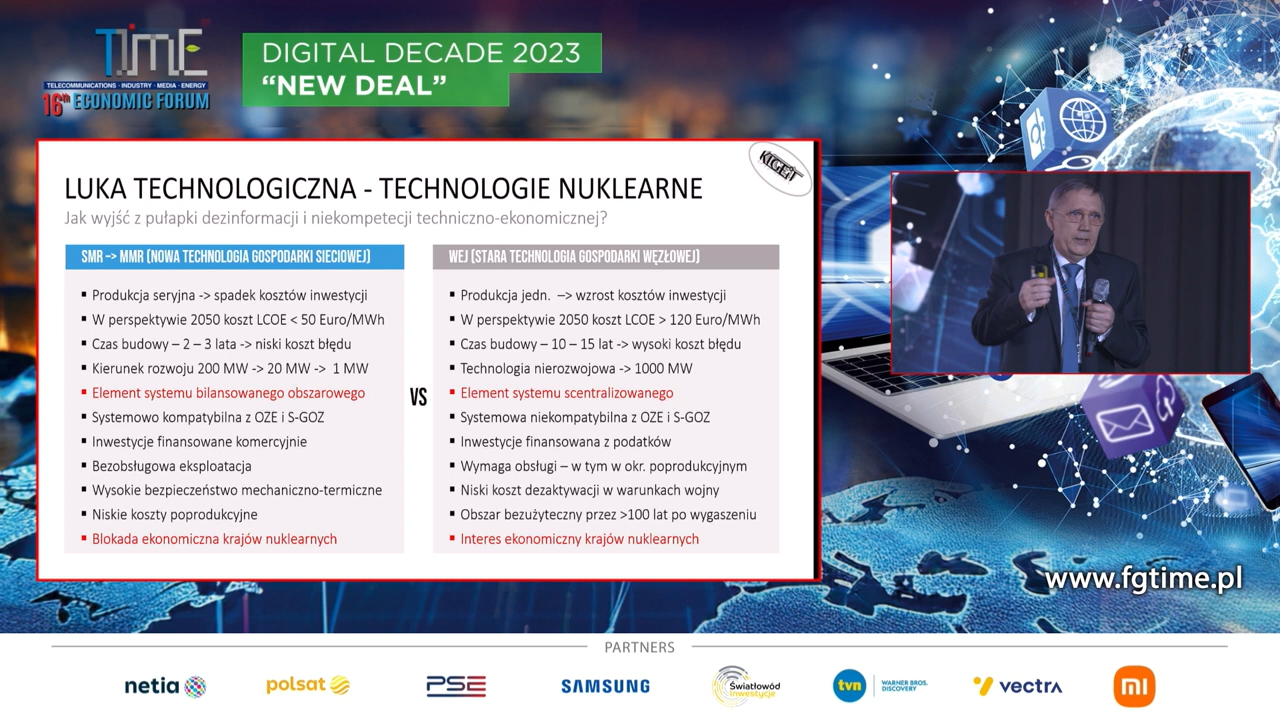 TIME
TELECOMMUNICATIONS · INDUSTRY · MEDIA · ENERGY
16th ECONOMIC FORUM
DIGITAL DECADE 2023
“NEW DEAL”
KIGEiT
LUKA TECHNOLOGICZNA - TECHNOLOGIE NUKLEARNE
Jak wyjść z pułapki dezinformacji i niekompetecji techniczno-ekonomicznej?
SMR –> MMR (NOWA TECHNOLOGIA GOSPODARKI SIECIOWEJ)
▪ Produkcja seryjna -> spadek kosztów inwestycji
▪ W perspektywie 2050 koszt LCOE < 50 Euro/MWh
▪ Czas budowy – 2 – 3 lata -> niski koszt błędu
▪ Kierunek rozwoju 200 MW -> 20 MW -> 1 MW
▪ Element systemu bilansowanego obszarowego
▪ Systemowo kompatybilna z OZE i S-GOZ
▪ Inwestycje finansowane komercyjnie
▪ Bezobsługowa eksploatacja
▪ Wysokie bezpieczeństwo mechaniczno-termiczne
▪ Niskie koszty poprodukcyjne
▪ Blokada ekonomiczna krajów nuklearnych
VS
WEJ (STARA TECHNOLOGIA GOSPODARKI WĘZŁOWEJ)
▪ Produkcja jedn. –> wzrost kosztów inwestycji
▪ W perspektywie 2050 koszt LCOE > 120 Euro/MWh
▪ Czas budowy – 10 – 15 lat -> wysoki koszt błędu
▪ Technologia nierozwojowa -> 1000 MW
▪ Element systemu scentralizowanego
▪ Systemowa niekompatybilna z OZE i S-GOZ
▪ Inwestycje finansowana z podatków
▪ Wymaga obsługi – w tym w okr. poprodukcyjnym
▪ Niski koszt dezaktywacji w warunkach wojny
▪ Obszar bezużyteczny przez >100 lat po wygaszeniu
▪ Interes ekonomiczny krajów nuklearnych
www.fgtime.pl
PARTNERS
netia
polsat
PSE
SAMSUNG
Światłowód
Inwestycje
tvn
WARNER BROS.
DISCOVERY
vectra
mi